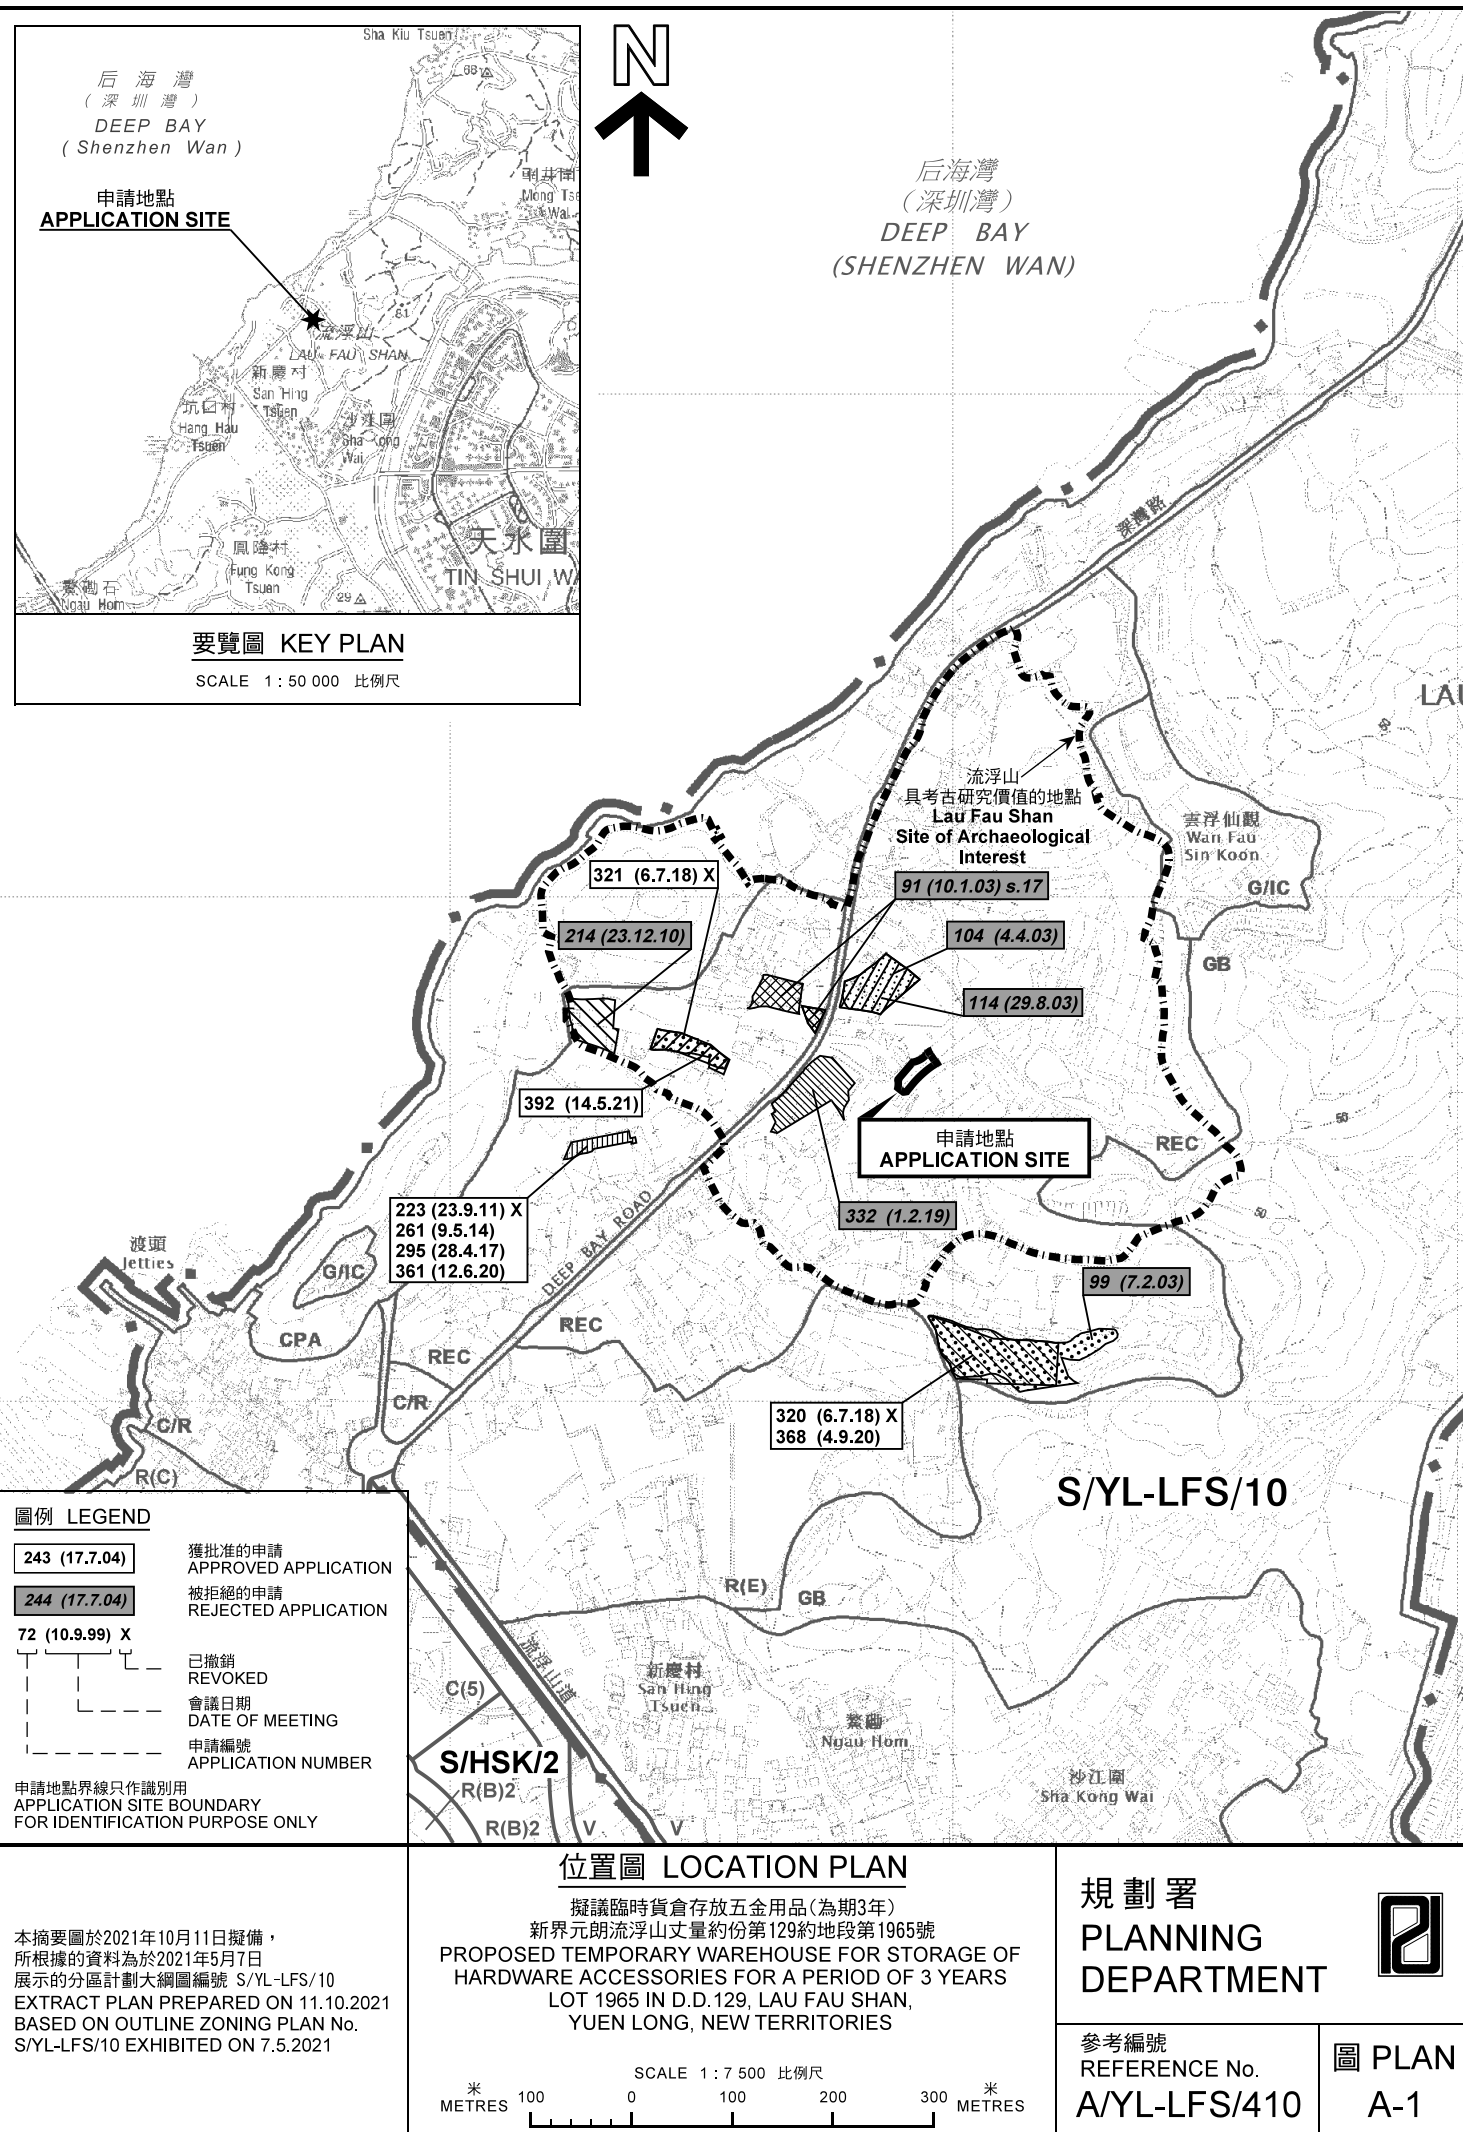 Sha Kiu Tsuen
68
后海灣
(深圳灣)
DEEP BAY
( Shenzhen Wan )
申請地點
APPLICATION SITE
Mong Tse
Wai
81
流浮山
LAU FAU SHAN
新慶村
San Hing
Tsuen
坑口村
Hang Hau
Tsuen
沙江圍
Sha Kong
Wai
鳳降村
Fung Kong
Tsuen
天水圍
TIN SHUI WA
鰲磡石
Ngau Hom
29
要覽圖 KEY PLAN
SCALE 1 : 50 000 比例尺
N
后海灣
(深圳灣)
DEEP BAY
(SHENZHEN WAN)
深灣路
LAU
50
流浮山
具考古研究價值的地點
Lau Fau Shan
Site of Archaeological
Interest
雲浮仙觀
Wan Fau
Sin Koon
G/IC
GB
321 (6.7.18) X
91 (10.1.03) s.17
214 (23.12.10)
104 (4.4.03)
114 (29.8.03)
392 (14.5.21)
50
申請地點
APPLICATION SITE
REC
223 (23.9.11) X
261 (9.5.14)
295 (28.4.17)
361 (12.6.20)
332 (1.2.19)
50
DEEP BAY ROAD
渡頭
Jetties
G/IC
99 (7.2.03)
CPA
REC
REC
C/R
C/R
R(C)
320 (6.7.18) X
368 (4.9.20)
S/YL-LFS/10
R(E)
GB
流浮山道
新慶村
San Hing
Tsuen
C(5)
鰲磡
Ngau Hom
S/HSK/2
R(B)2
R(B)2
V
V
沙江圍
Sha Kong Wai
圖例 LEGEND
243 (17.7.04)
獲批准的申請
APPROVED APPLICATION
244 (17.7.04)
被拒絕的申請
REJECTED APPLICATION
72 (10.9.99) X
已撤銷
REVOKED
會議日期
DATE OF MEETING
申請編號
APPLICATION NUMBER
申請地點界線只作識別用
APPLICATION SITE BOUNDARY
FOR IDENTIFICATION PURPOSE ONLY
本摘要圖於2021年10月11日擬備，
所根據的資料為於2021年5月7日
展示的分區計劃大綱圖編號 S/YL-LFS/10
EXTRACT PLAN PREPARED ON 11.10.2021
BASED ON OUTLINE ZONING PLAN No.
S/YL-LFS/10 EXHIBITED ON 7.5.2021
位置圖 LOCATION PLAN
擬議臨時貨倉存放五金用品(為期3年)
新界元朗流浮山丈量約份第129約地段第1965號
PROPOSED TEMPORARY WAREHOUSE FOR STORAGE OF
HARDWARE ACCESSORIES FOR A PERIOD OF 3 YEARS
LOT 1965 IN D.D.129, LAU FAU SHAN,
YUEN LONG, NEW TERRITORIES
SCALE 1 : 7 500 比例尺
米 METRES 100 0 100 200 300 米 METRES
規劃署
PLANNING
DEPARTMENT
參考編號
REFERENCE No.
A/YL-LFS/410
圖 PLAN
A-1